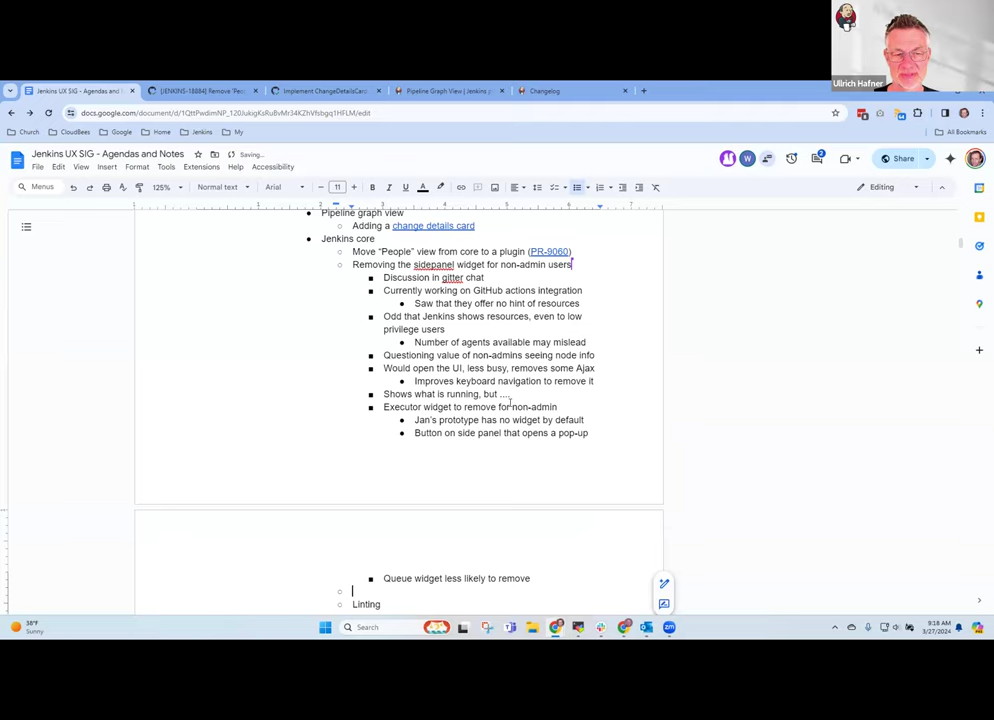 Ullrich Hafner
Jenkins UX SIG - Agendas and Notes
[JENKINS-18884] Remove 'Peo
Implement ChangeDetailsCard
Pipeline Graph View | Jenkins p
Changelog
docs.google.com/document/d/1QttPwdimNP_120JukigKsRuBvMr34KZhVfsbgq1HFLM/edit
Church
CloudBees
Google
Home
Jenkins
My
All Bookmarks
Jenkins UX SIG - Agendas and Notes
Saving...
File Edit View Insert Format Tools Extensions Help Accessibility
Share
Menus
125%
Normal text
Arial
11
Editing
Pipeline graph view
Adding a change details card
Jenkins core
Move “People” view from core to a plugin (PR-9060)
Removing the sidepanel widget for non-admin users
Discussion in gitter chat
Currently working on GitHub actions integration
Saw that they offer no hint of resources
Odd that Jenkins shows resources, even to low
privilege users
Number of agents available may mislead
Questioning value of non-admins seeing node info
Would open the UI, less busy, removes some Ajax
Improves keyboard navigation to remove it
Shows what is running, but ....
Executor widget to remove for non-admin
Jan’s prototype has no widget by default
Button on side panel that opens a pop-up
Queue widget less likely to remove
Linting
38°F
Sunny
Search
9:18 AM
3/27/2024